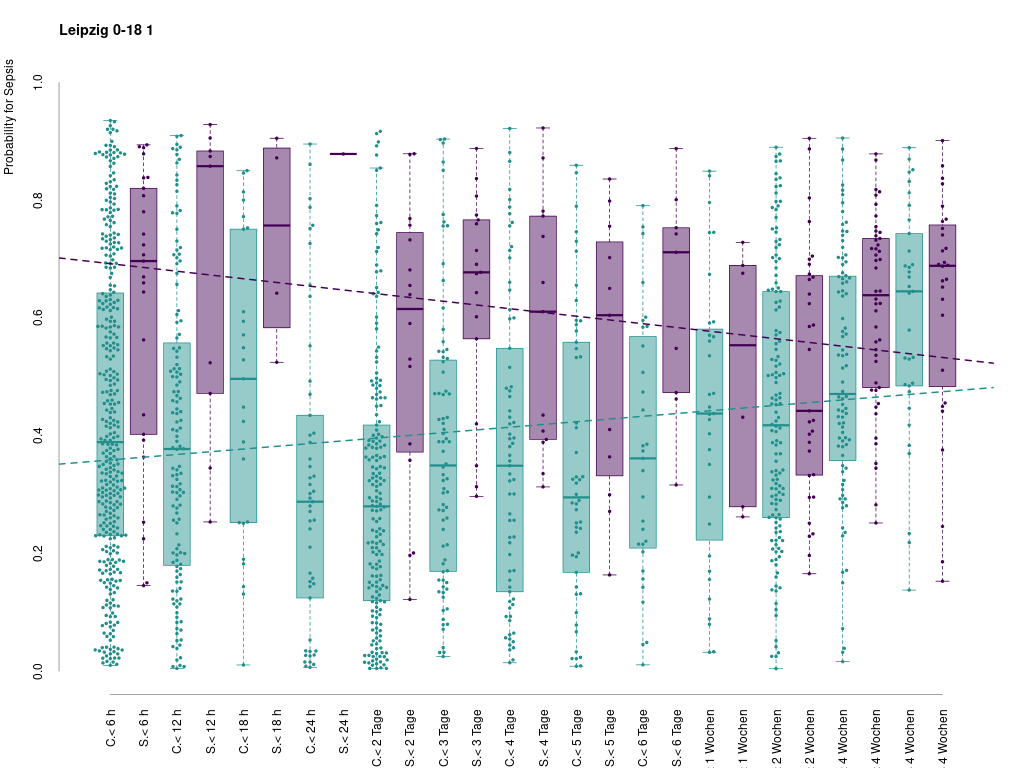 Leipzig 0-18 1
Probability for Sepsis
1.0
0.8
0.6
0.4
0.2
0.0
C.< 6 h
S.< 6 h
C.< 12 h
S.< 12 h
C.< 18 h
S.< 18 h
C.< 24 h
S.< 24 h
C.< 2 Tage
S.< 2 Tage
C.< 3 Tage
S.< 3 Tage
C.< 4 Tage
S.< 4 Tage
C.< 5 Tage
S.< 5 Tage
C.< 6 Tage
S.< 6 Tage
1 Wochen
1 Wochen
2 Wochen
2 Wochen
4 Wochen
4 Wochen
4 Wochen
4 Wochen